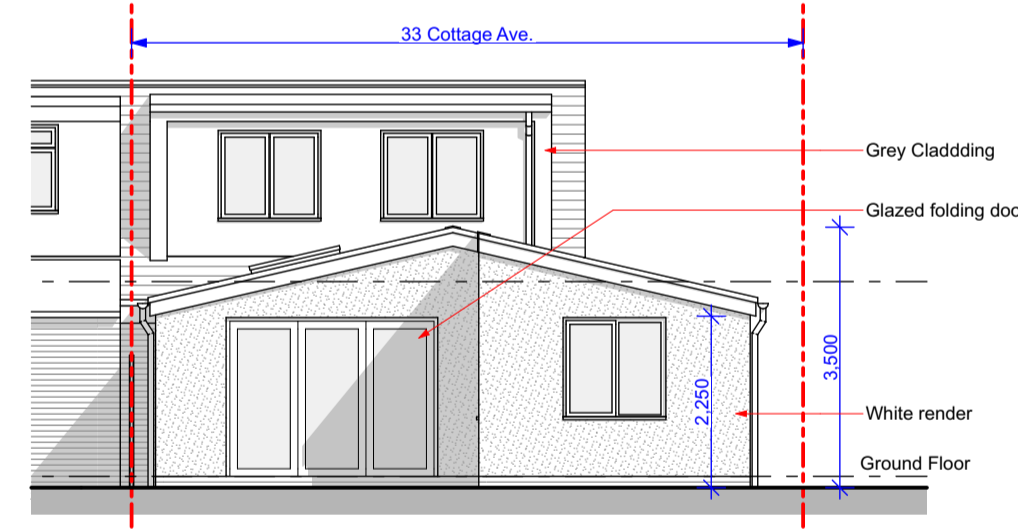 33 Cottage Ave.
Grey Claddding
Glazed folding doo
3,500
2,250
White render
Ground Floor